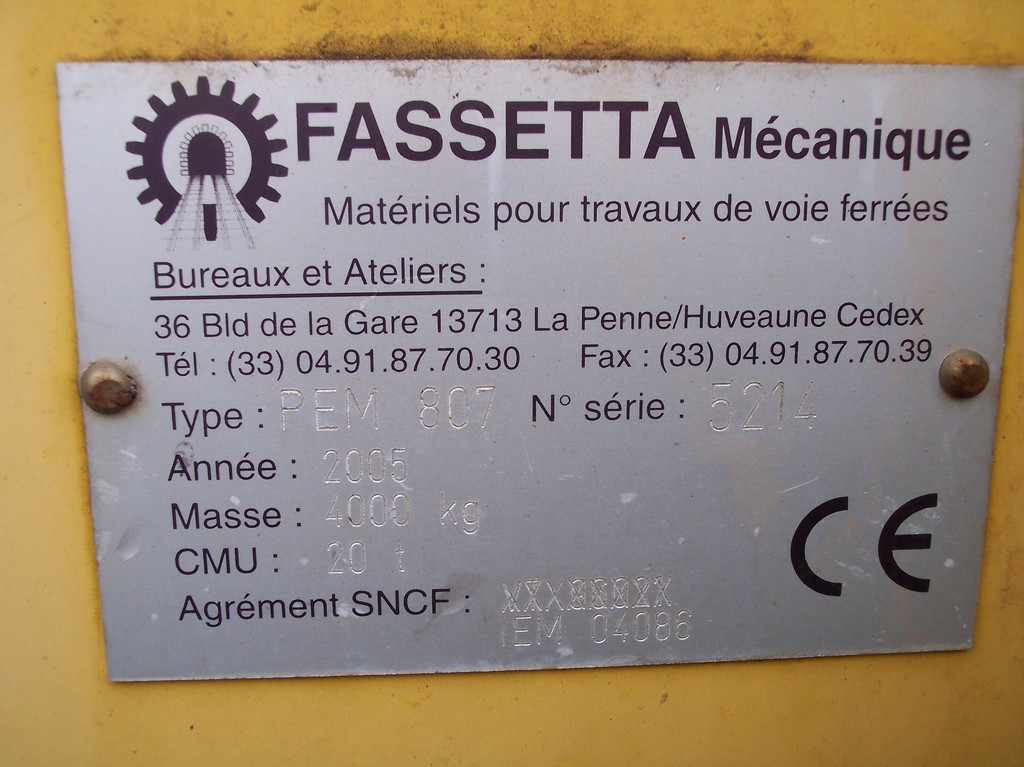 FASSETTA Mécanique
Matériels pour travaux de voie ferrées
Bureaux et Ateliers :
36 Bld de la Gare 13713 La Penne/Huveaune Cedex
Tél : (33) 04.91.87.70.30 Fax : (33) 04.91.87.70.39
Type : PEM 807 N° série : 5214
Année : 2005
Masse : 4000 kg
CMU : 20 t
Agrément SNCF :
IEM 04086
CE